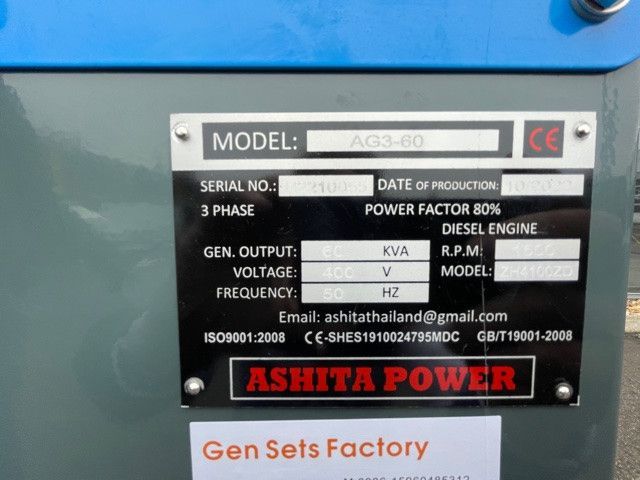 MODEL: AG3-60 CE
SERIAL NO.: DATE OF PRODUCTION:
3 PHASE POWER FACTOR 80%
DIESEL ENGINE
GEN. OUTPUT: 60 KVA R.P.M: 1500
VOLTAGE: 400 V MODEL: ZH4100ZD
FREQUENCY: 50 HZ
Email: ashitathailand@gmail.com
ISO9001:2008 CE-SHES1910024795MDC GB/T19001-2008
ASHITA POWER
Gen Sets Factory